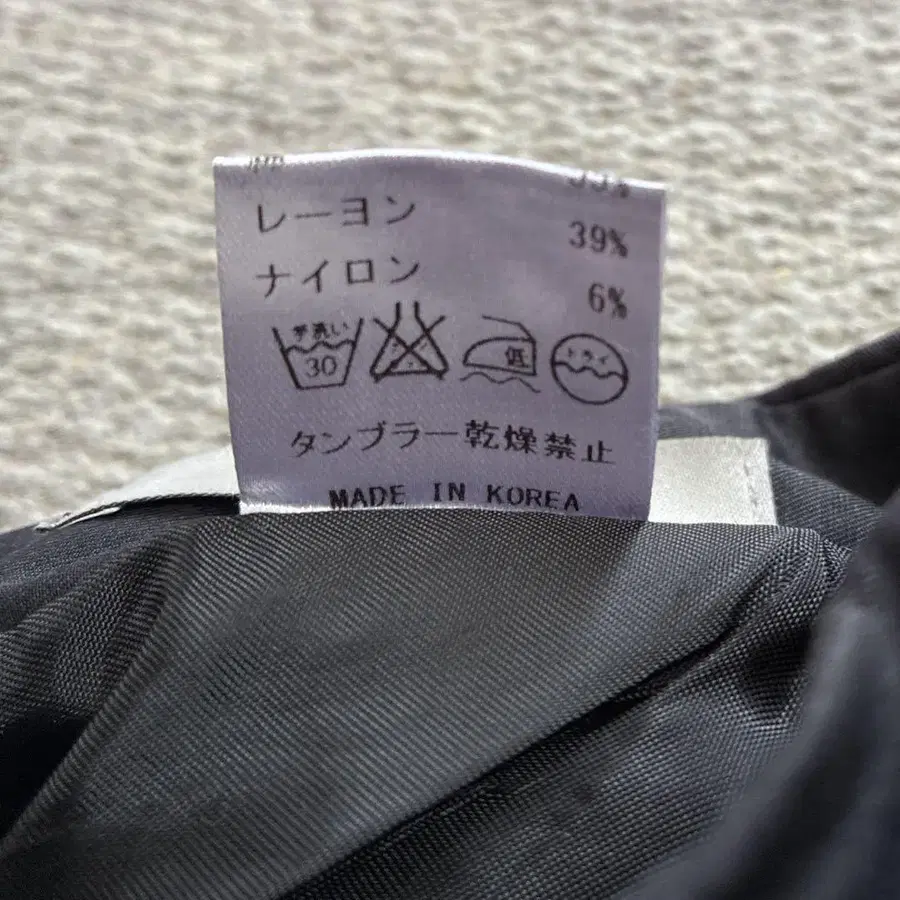 レーヨン 39%
ナイロン 6%
手洗い 30 低 ドライ
タンブラー乾燥禁止
MADE IN KOREA